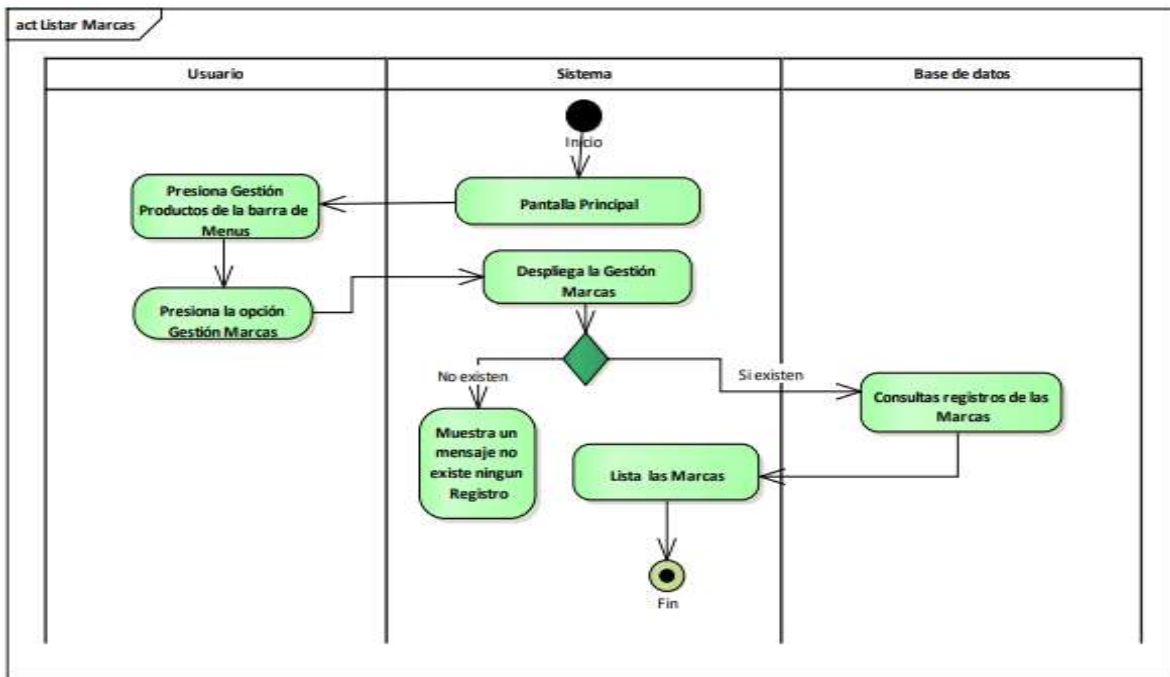 act Listar Marcas
Usuario
Sistema
Base de datos
Inicio
Presiona Gestión
Productos de la barra de
Menus
Pantalla Principal
Despliega la Gestión
Marcas
Presiona la opción
Gestión Marcas
No existen
Si existen
Consultas registros de las
Marcas
Muestra un
mensaje no
existe ningun
Registro
Lista las Marcas
Fin